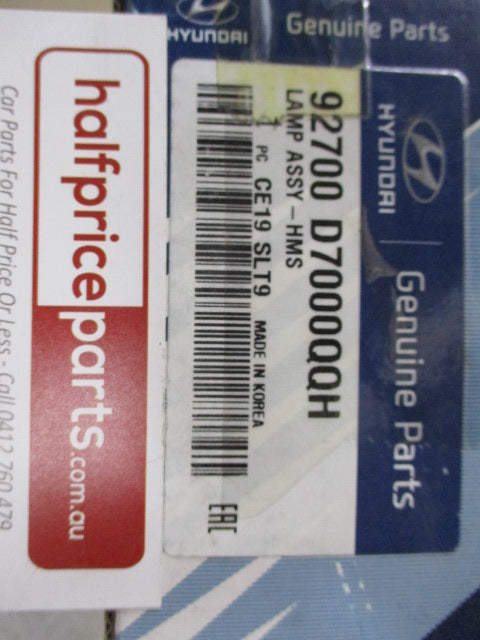 HYUNDAI Genuine Parts
HYUNDAI Genuine Parts
92700 D7000QQH
LAMP ASSY-HMS
PC CE19 SLT9 MADE IN KOREA
EAC
halfpriceparts.com.au
Car Parts For Half Price Or Less - Call 0412 760 479